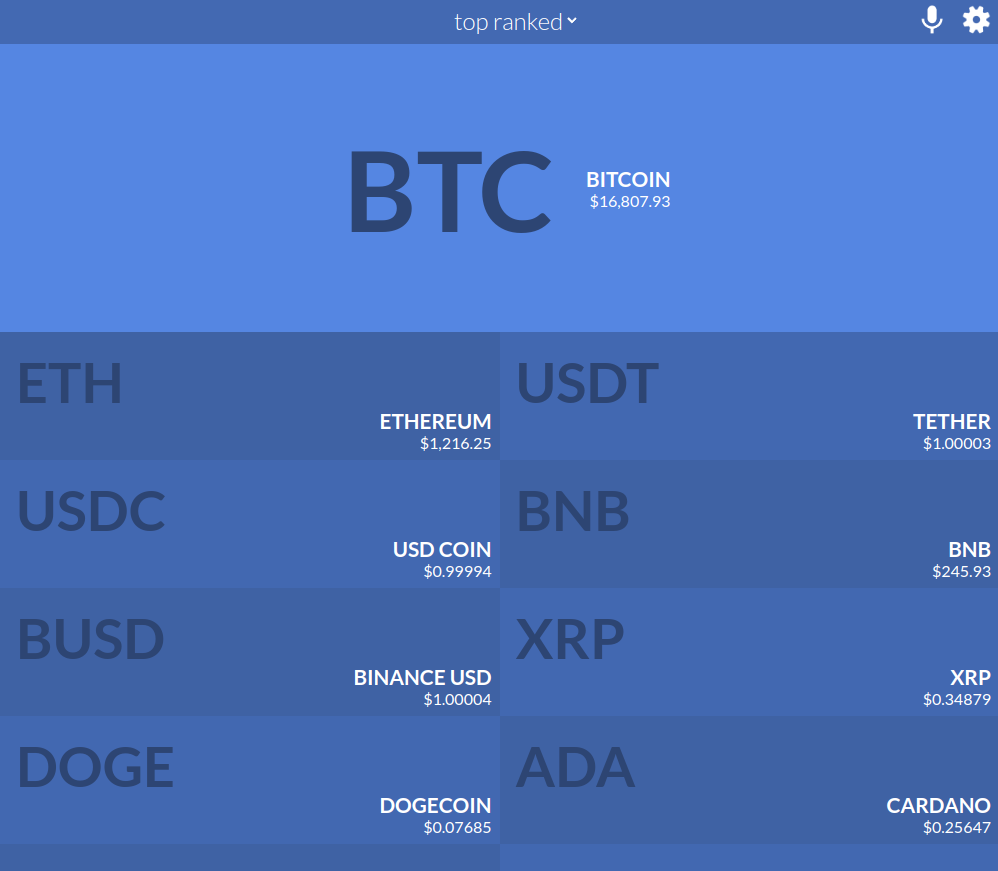 top ranked
BTC
BITCOIN
$16,807.93
ETH
ETHEREUM
$1,216.25
USDT
TETHER
$1.00003
USDC
USD COIN
$0.99994
BNB
BNB
$245.93
BUSD
BINANCE USD
$1.00004
XRP
XRP
$0.34879
DOGE
DOGECOIN
$0.07685
ADA
CARDANO
$0.25647